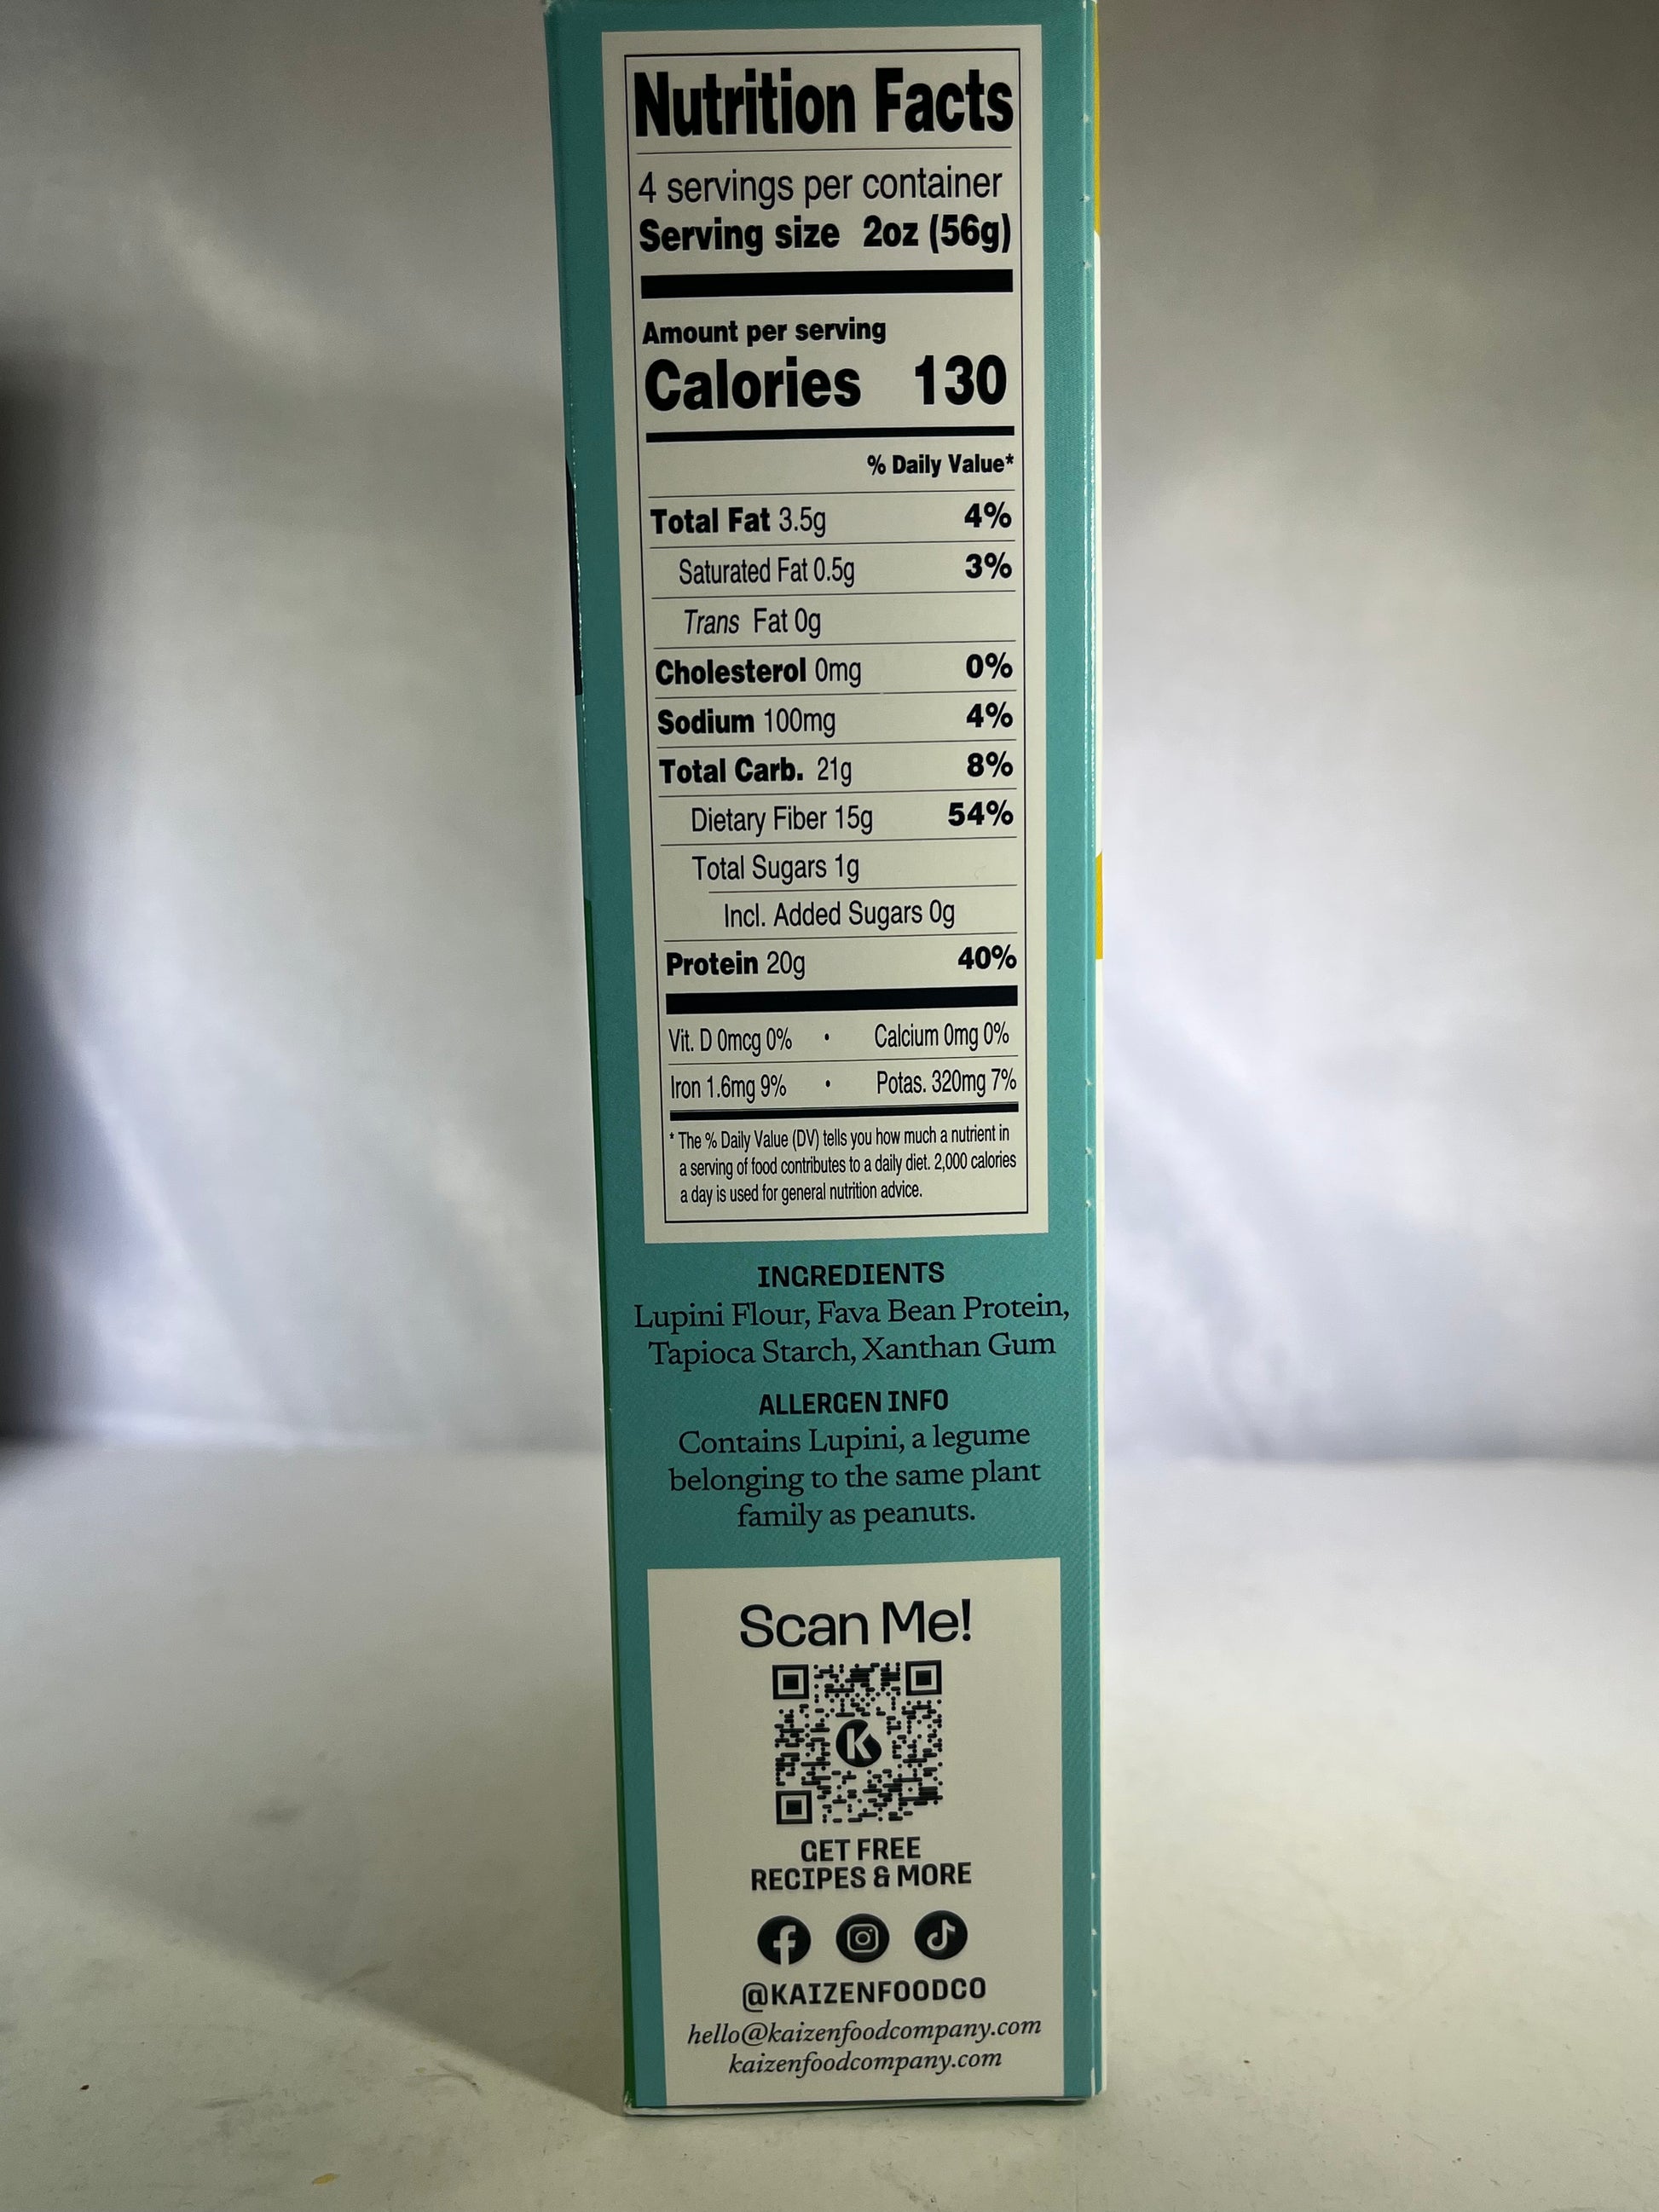 Nutrition Facts
4 servings per container
Serving size 2oz (56g)
Amount per serving
Calories 130
% Daily Value*
Total Fat 3.5g 4%
Saturated Fat 0.5g 3%
Trans Fat 0g
Cholesterol 0mg 0%
Sodium 100mg 4%
Total Carb. 21g 8%
Dietary Fiber 15g 54%
Total Sugars 1g
Incl. Added Sugars 0g
Protein 20g 40%
Vit. D 0mcg 0% • Calcium 0mg 0%
Iron 1.6mg 9% • Potas. 320mg 7%
* The % Daily Value (DV) tells you how much a nutrient in
a serving of food contributes to a daily diet. 2,000 calories
a day is used for general nutrition advice.
INGREDIENTS
Lupini Flour, Fava Bean Protein,
Tapioca Starch, Xanthan Gum
ALLERGEN INFO
Contains Lupini, a legume
belonging to the same plant
family as peanuts.
Scan Me!
K
GET FREE
RECIPES & MORE
@KAIZENFOODCO
hello@kaizenfoodcompany.com
kaizenfoodcompany.com